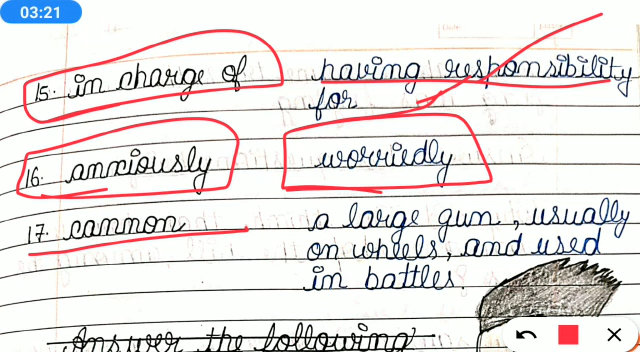 03:21
15. in charge of having responsibility
for
16. anxiously worriedly
17. cannon a large gun, usually
on wheels, and used
in battles.
Answer the following